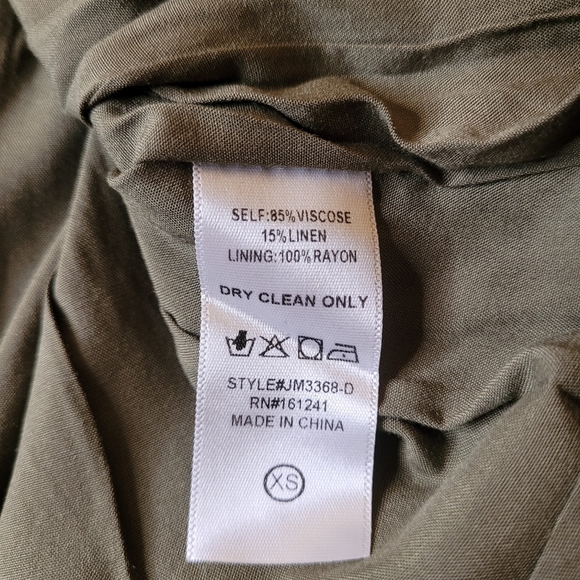 SELF:85%VISCOSE
15%LINEN
LINING:100%RAYON
DRY CLEAN ONLY
STYLE#JM3368-D
RN#161241
MADE IN CHINA
XS